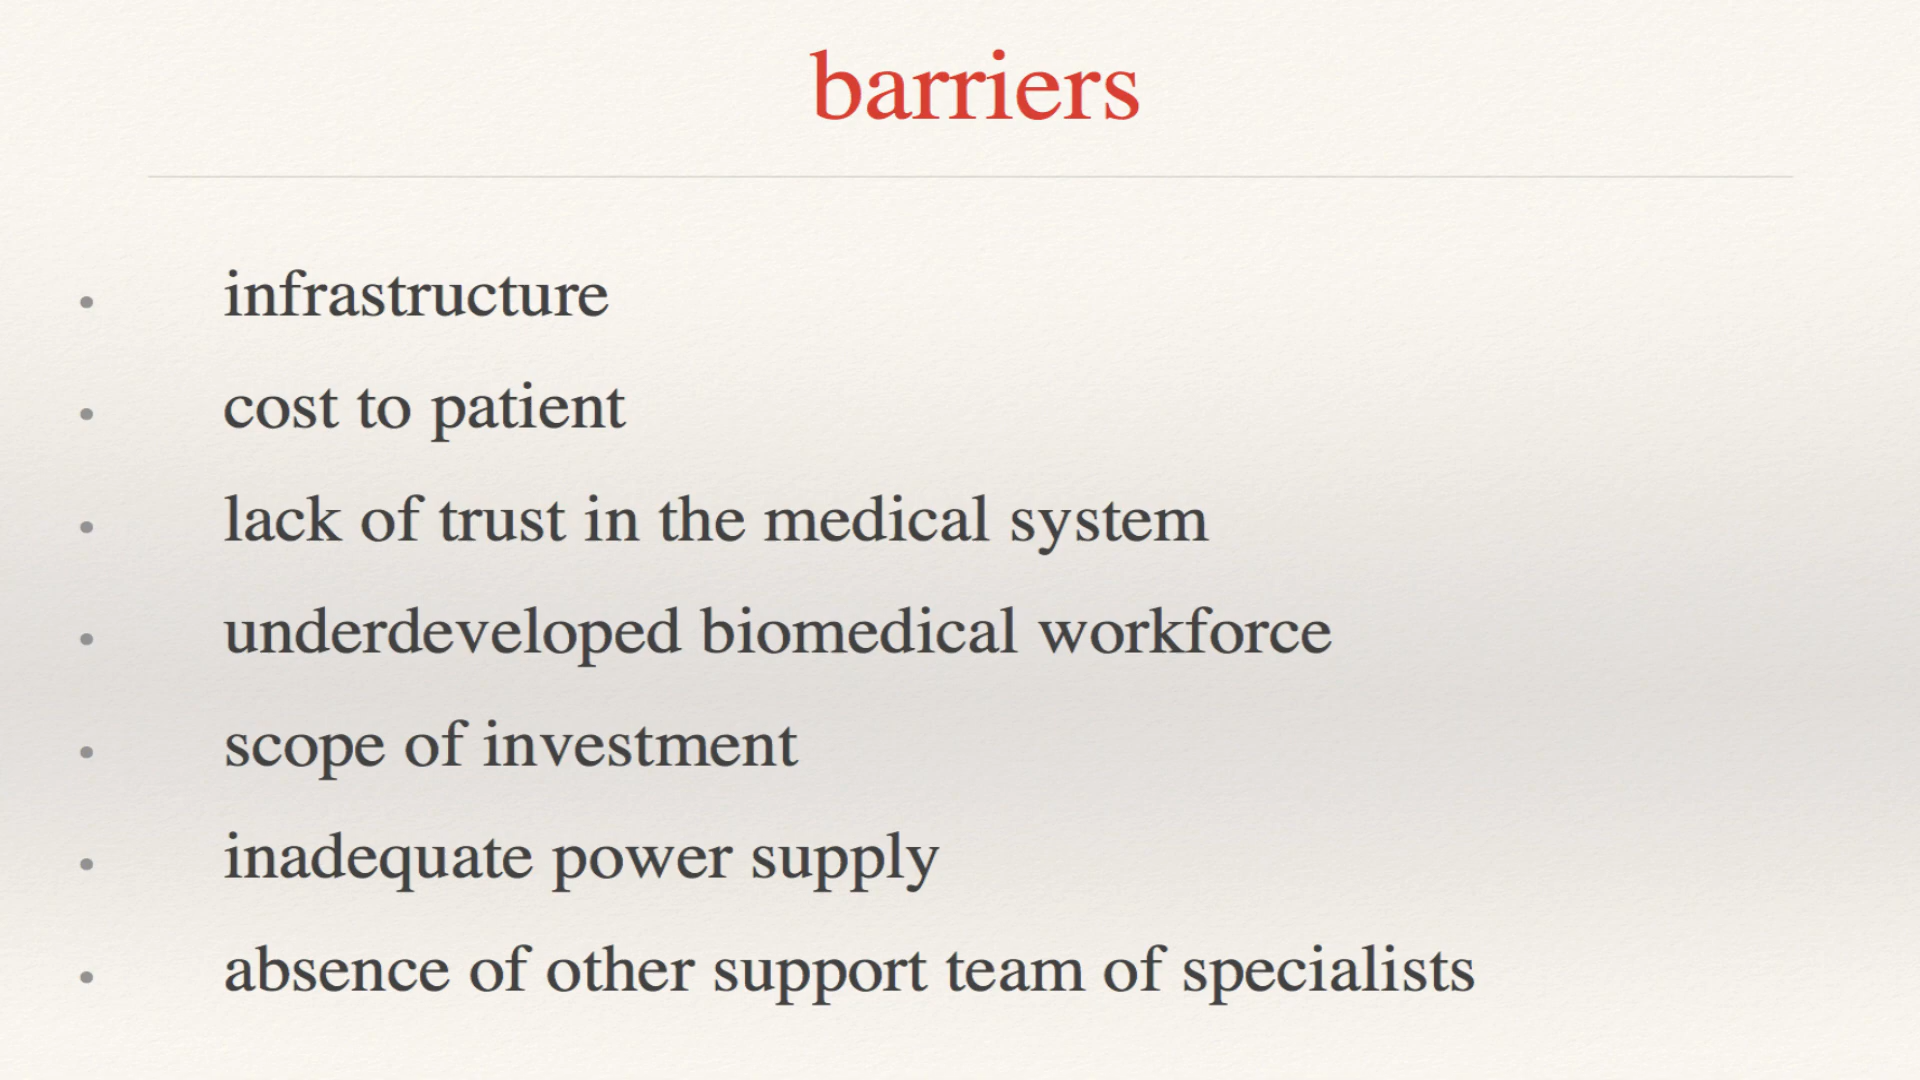 barriers
infrastructure
cost to patient
lack of trust in the medical system
underdeveloped biomedical workforce
scope of investment
inadequate power supply
absence of other support team of specialists